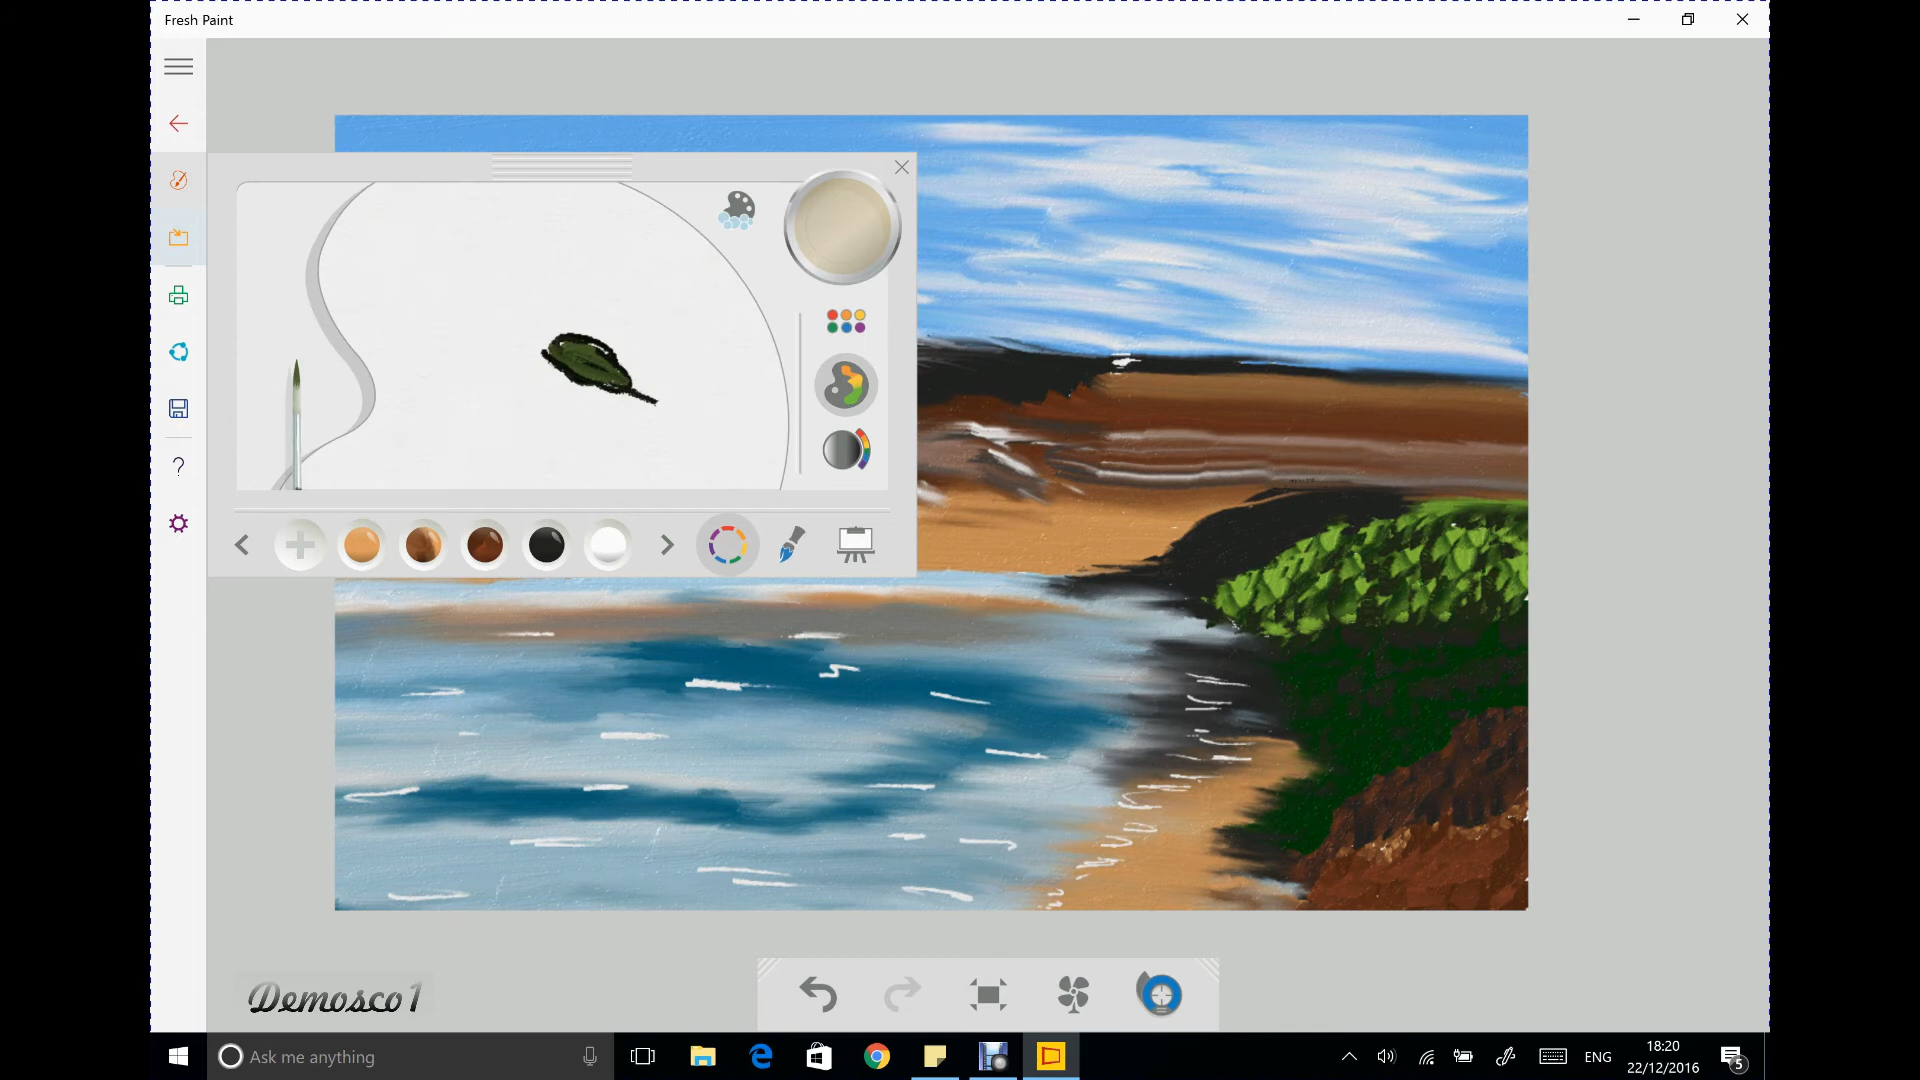 Fresh Paint
?
Demosco1
Ask me anything
ENG
18:20
22/12/2016
5